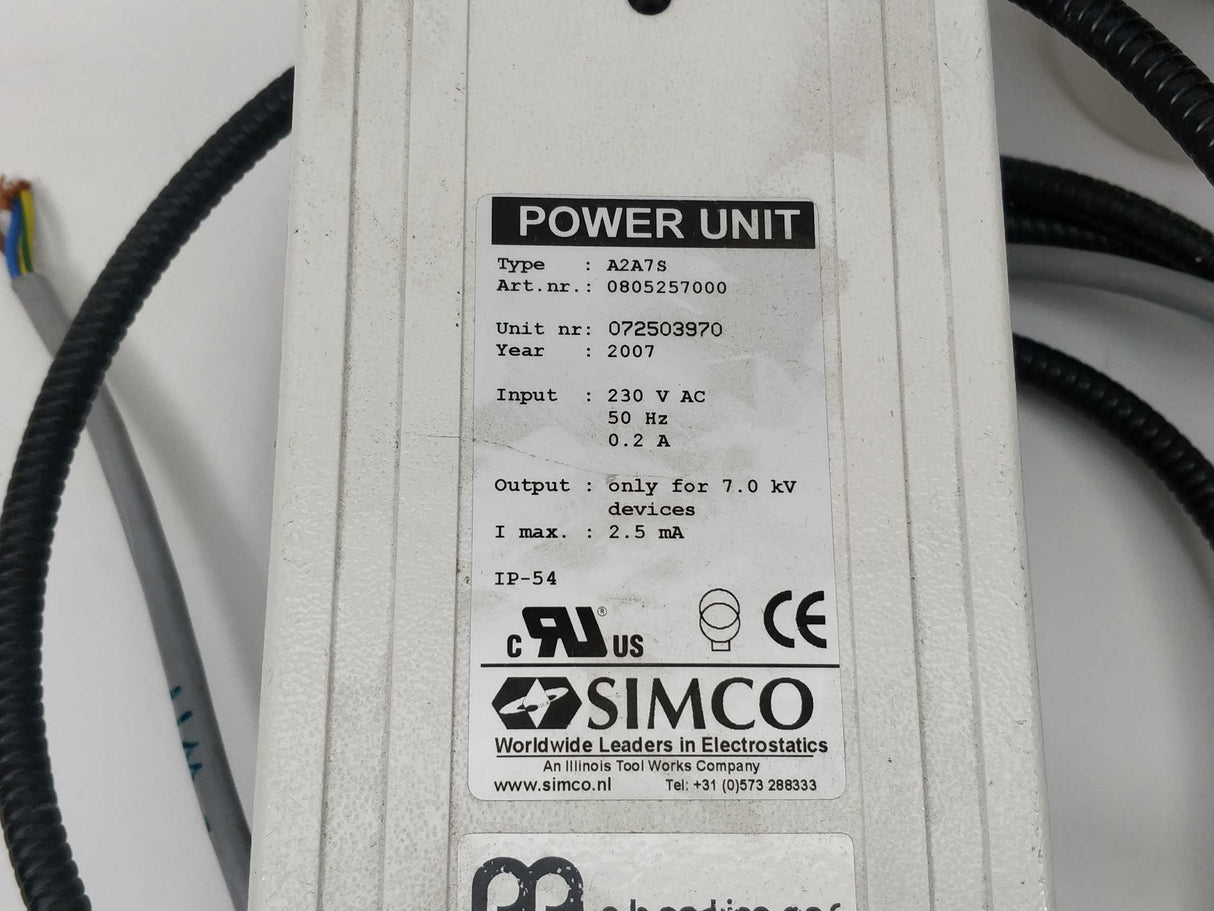 POWER UNIT
Type : A2A7S
Art.nr.: 0805257000
Unit nr: 072503970
Year : 2007
Input : 230 V AC
50 Hz
0.2 A
Output : only for 7.0 kV
devices
I max. : 2.5 mA
IP-54
C RU ® US CE
SIMCO
Worldwide Leaders in Electrostatics
An Illinois Tool Works Company
www.simco.nl Tel: +31 (0)573 288333